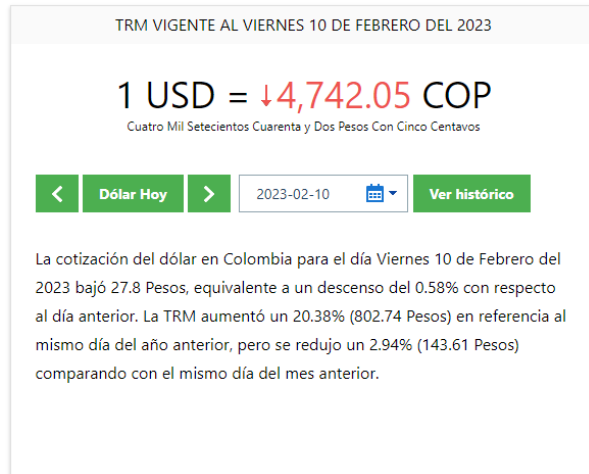 TRM VIGENTE AL VIERNES 10 DE FEBRERO DEL 2023
1 USD = ↓4,742.05 COP
Cuatro Mil Setecientos Cuarenta y Dos Pesos Con Cinco Centavos
Dólar Hoy 2023-02-10 Ver histórico
La cotización del dólar en Colombia para el día Viernes 10 de Febrero del
2023 bajó 27.8 Pesos, equivalente a un descenso del 0.58% con respecto
al día anterior. La TRM aumentó un 20.38% (802.74 Pesos) en referencia al
mismo día del año anterior, pero se redujo un 2.94% (143.61 Pesos)
comparando con el mismo día del mes anterior.